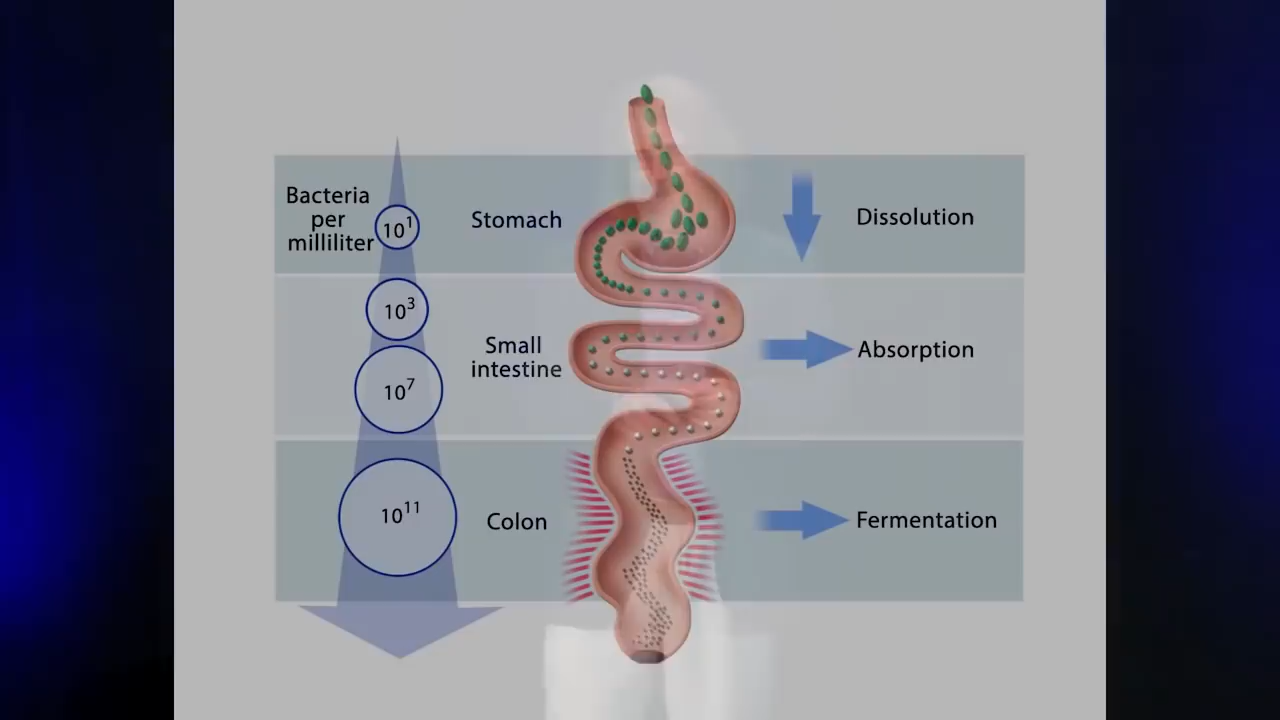 Bacteria
per
milliliter
10¹
Stomach
Dissolution
10³
Small
intestine
Absorption
10⁷
10¹¹
Colon
Fermentation